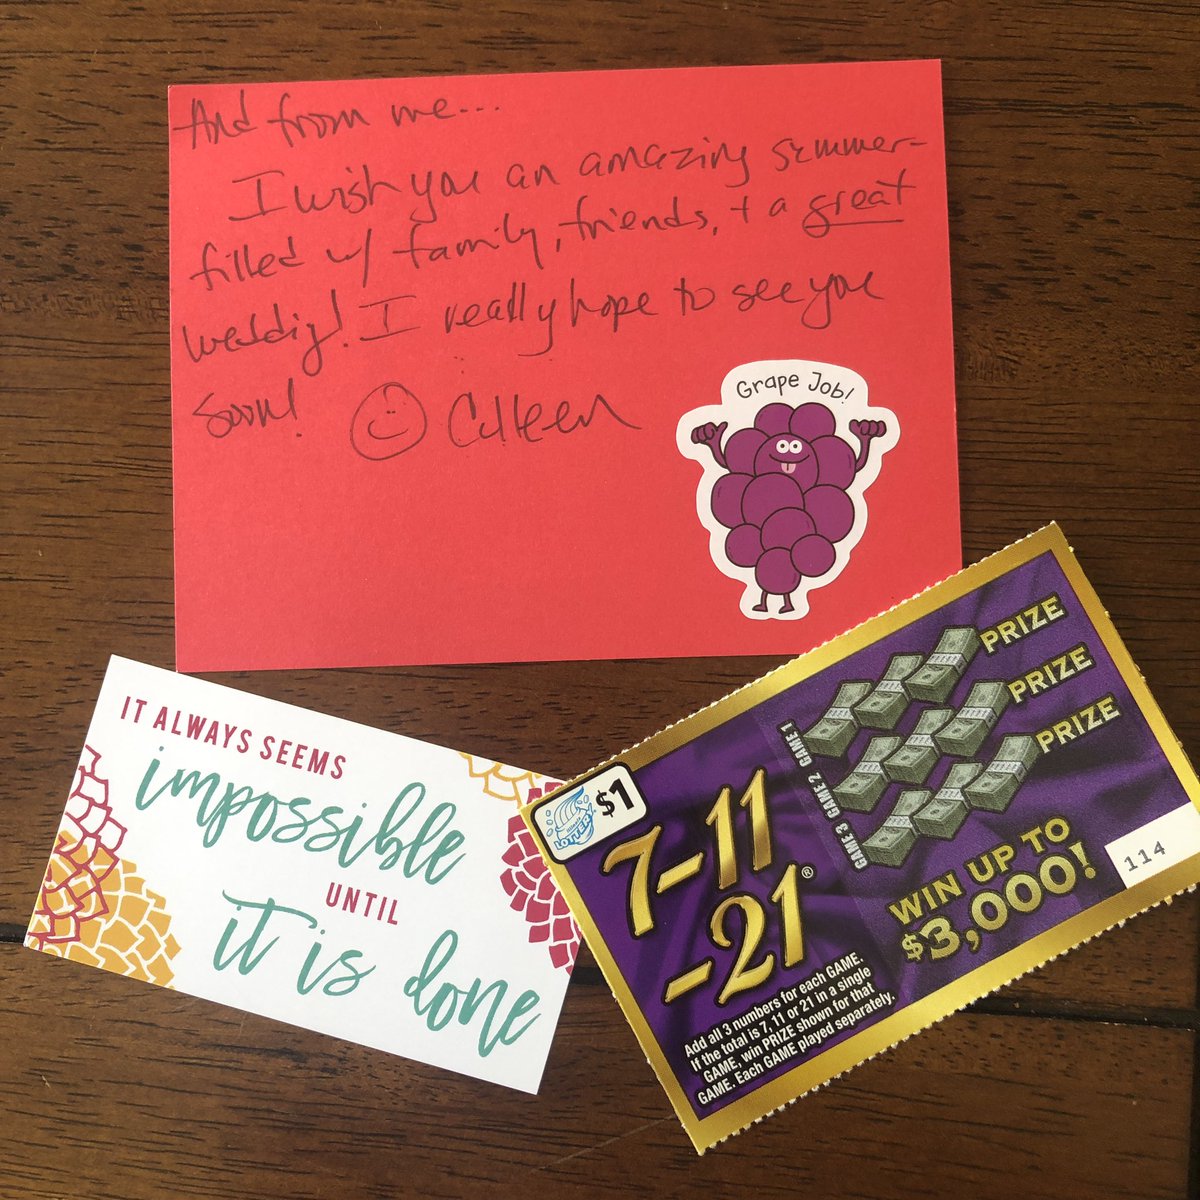 And from me...
I wish you an amazing summer-
filled w/ family, friends, + a great
wedding! I really hope to see you
soon! Colleen
Grape Job!
IT ALWAYS SEEMS
impossible
UNTIL
it is done
$1
LOTTERY
7-11
-21®
Add all 3 numbers for each GAME.
If the total is 7, 11 or 21 in a single
GAME, win PRIZE shown for that
GAME. Each GAME played separately.
GAME 1 PRIZE
GAME 2 PRIZE
GAME 3 PRIZE
WIN UP TO
$3,000!
114